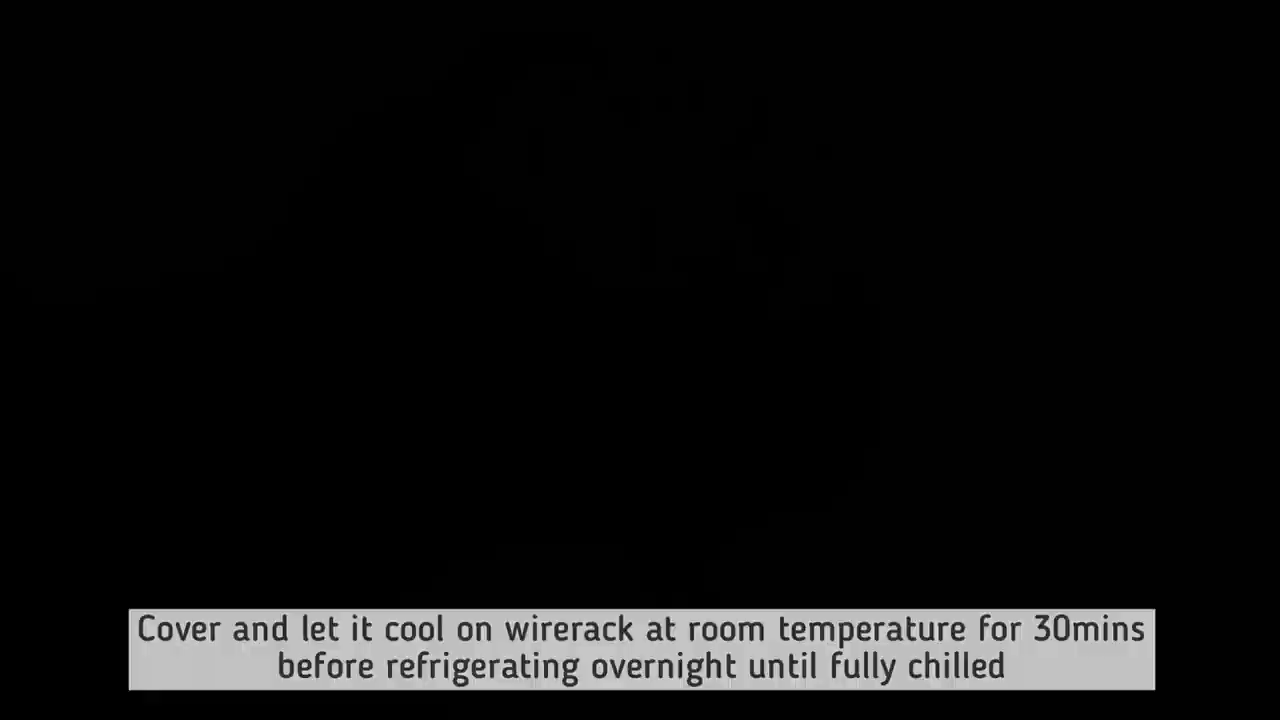 Cover and let it cool on wirerack at room temperature for 30mins
before refrigerating overnight until fully chilled